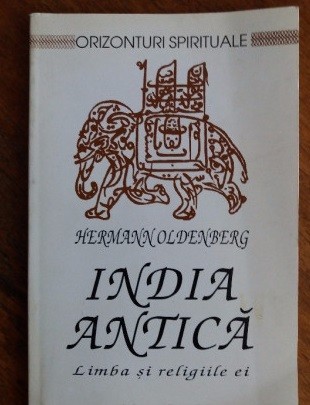 ORIZONTURI SPIRITUALE
HERMANN OLDENBERG
INDIA
ANTICĂ
Limba și religiile ei